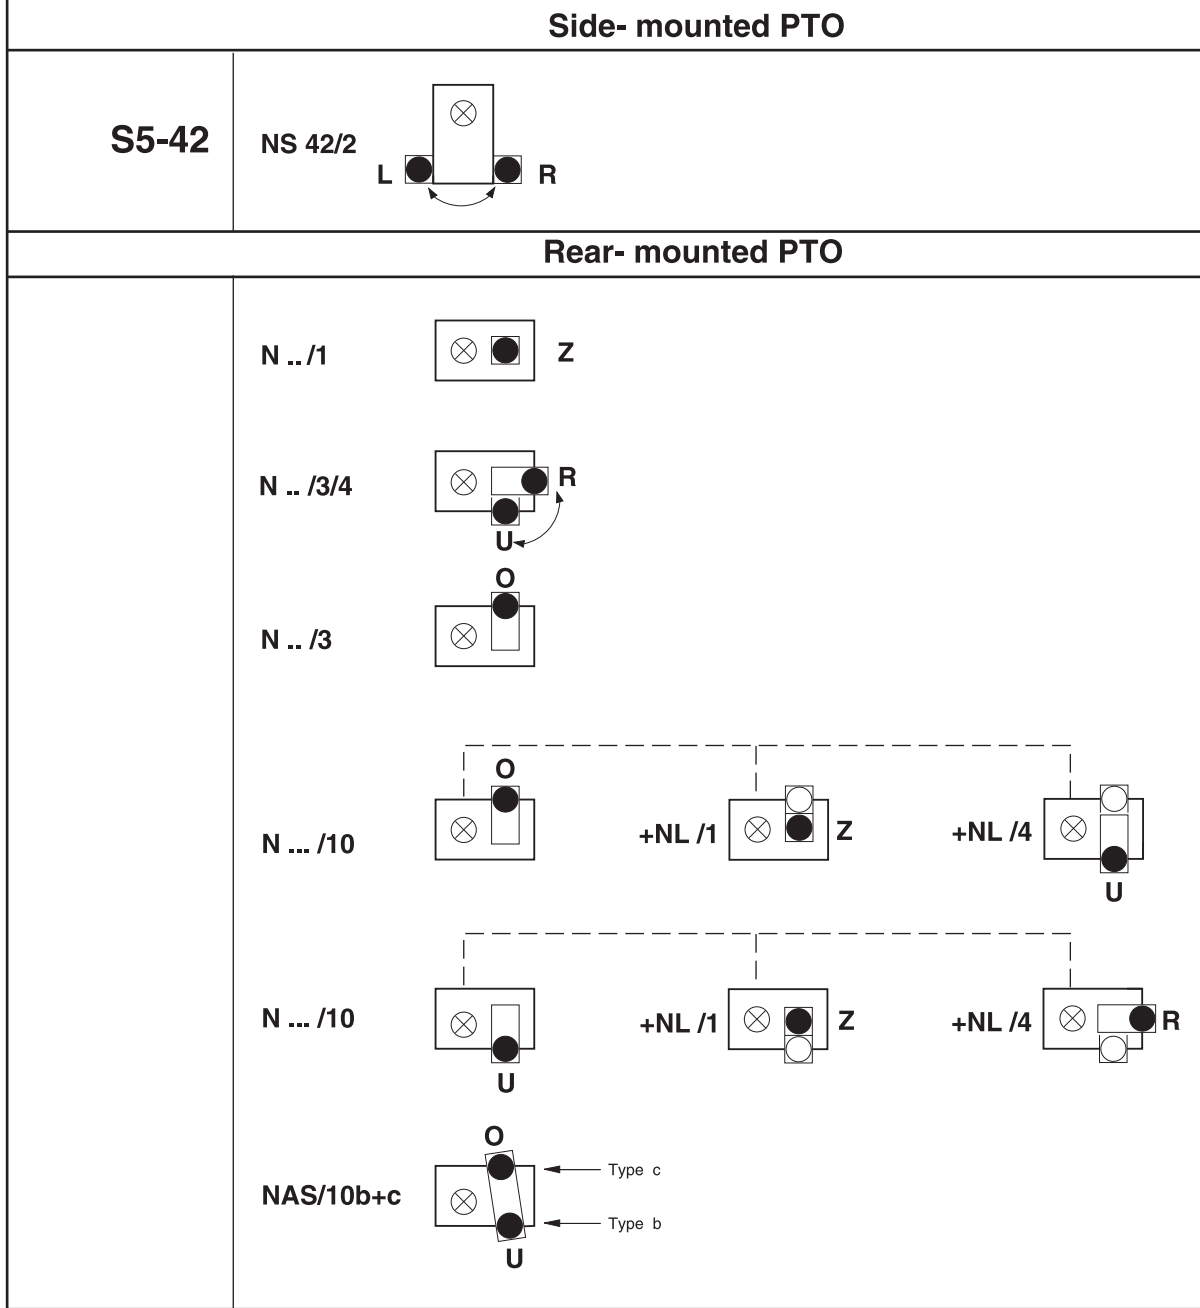 Side- mounted PTO
S5-42
NS 42/2
L
R
Rear- mounted PTO
N .. /1
Z
N .. /3/4
R
U
O
N .. /3
O
N ... /10
+NL /1
Z
+NL /4
U
N ... /10
+NL /1
Z
+NL /4
R
U
O
Type c
NAS/10b+c
Type b
U